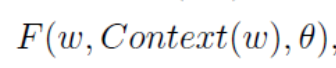 F(w, Context(w), θ),